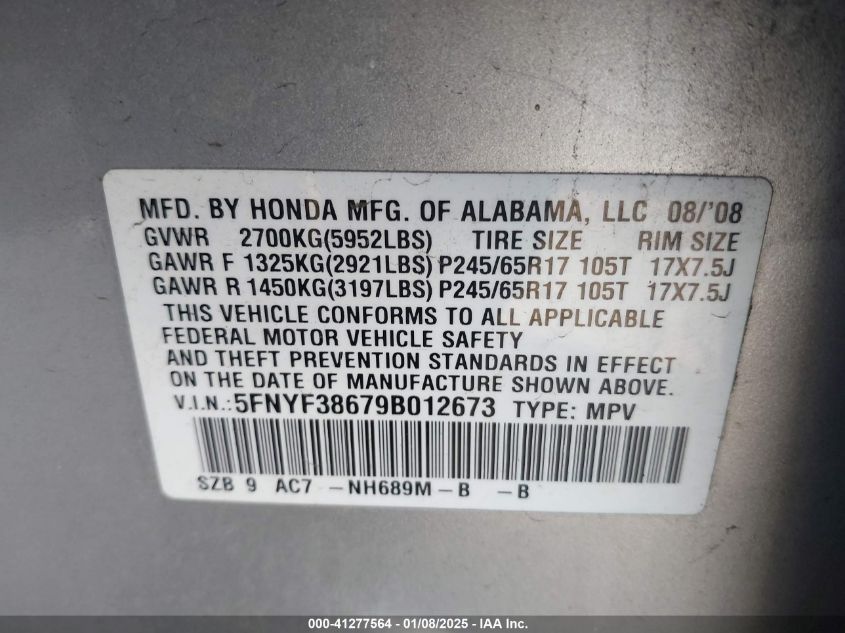 MFD. BY HONDA MFG. OF ALABAMA, LLC 08/'08
GVWR 2700KG(5952LBS) TIRE SIZE RIM SIZE
GAWR F 1325KG(2921LBS) P245/65R17 105T 17X7.5J
GAWR R 1450KG(3197LBS) P245/65R17 105T 17X7.5J
THIS VEHICLE CONFORMS TO ALL APPLICABLE
FEDERAL MOTOR VEHICLE SAFETY
AND THEFT PREVENTION STANDARDS IN EFFECT
ON THE DATE OF MANUFACTURE SHOWN ABOVE.
V.I.N.:5FNYF38679B012673 TYPE: MPV
SZB 9 AC7 -NH689M-B -B
000-41277564 - 01/08/2025 - IAA Inc.